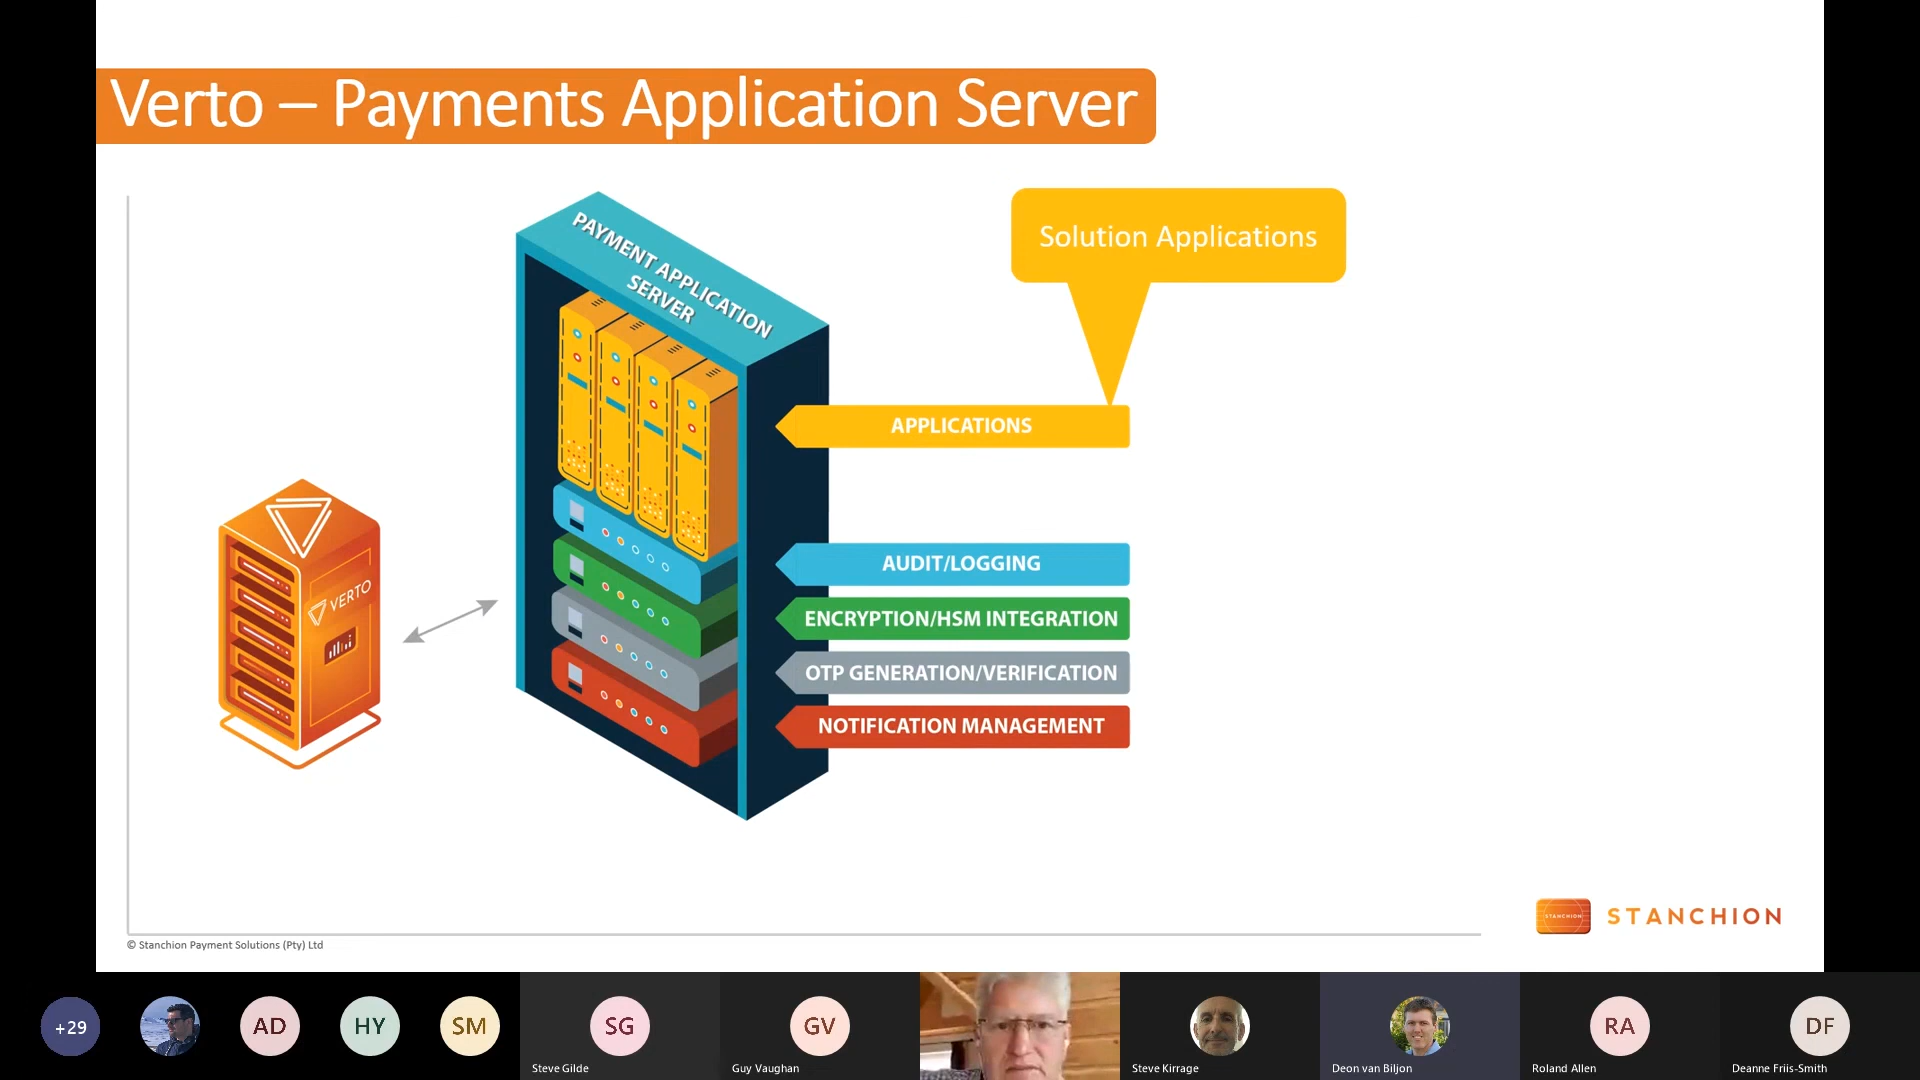 Verto – Payments Application Server
Solution Applications
PAYMENT APPLICATION
SERVER
APPLICATIONS
AUDIT/LOGGING
ENCRYPTION/HSM INTEGRATION
OTP GENERATION/VERIFICATION
NOTIFICATION MANAGEMENT
VERTO
STANCHION
STANCHION
© Stanchion Payment Solutions (Pty) Ltd
+29
AD
HY
SM
SG
Steve Gilde
GV
Guy Vaughan
Steve Kirrage
Deon van Biljon
RA
Roland Allen
DF
Deanne Friis-Smith